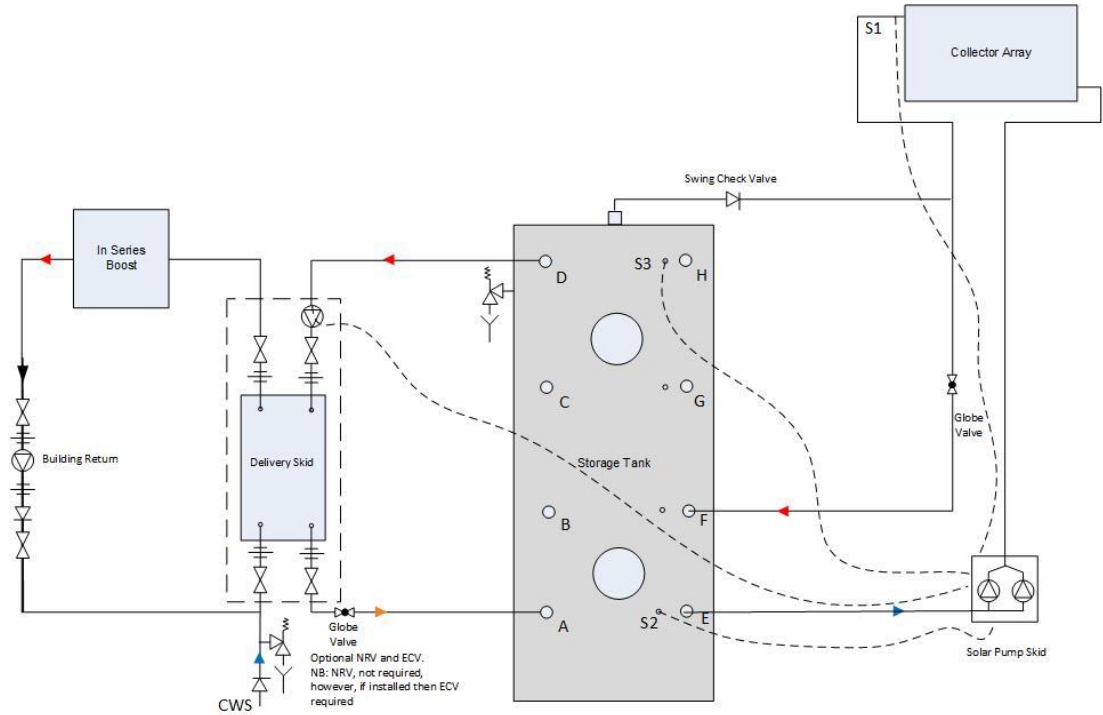 S1
Collector Array
Swing Check Valve
In Series
Boost
D
S3
H
C
G
Globe
Valve
Building Return
Delivery Skid
Storage Tank
B
F
A
S2
E
Globe
Valve
Optional NRV and ECV.
NB: NRV, not required,
however, if installed then ECV
required
Solar Pump Skid
CWS